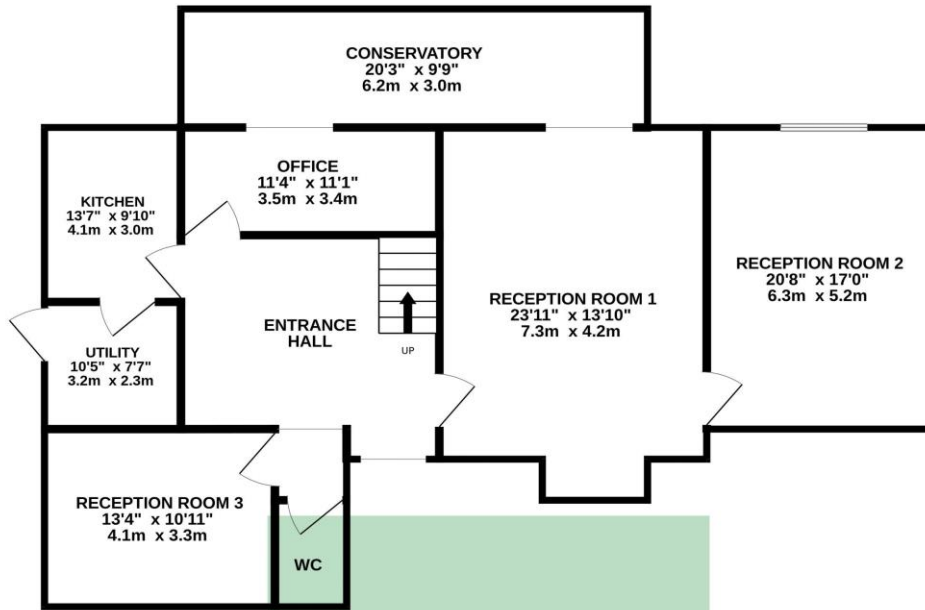 CONSERVATORY
20'3" x 9'9"
6.2m x 3.0m
OFFICE
11'4" x 11'1"
3.5m x 3.4m
KITCHEN
13'7" x 9'10"
4.1m x 3.0m
RECEPTION ROOM 2
20'8" x 17'0"
6.3m x 5.2m
RECEPTION ROOM 1
23'11" x 13'10"
7.3m x 4.2m
ENTRANCE
HALL
UP
UTILITY
10'5" x 7'7"
3.2m x 2.3m
RECEPTION ROOM 3
13'4" x 10'11"
4.1m x 3.3m
WC